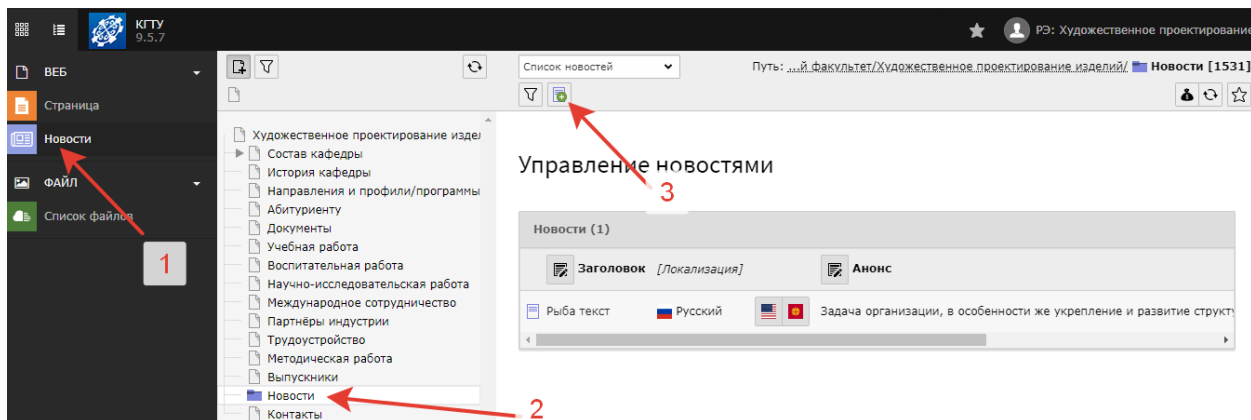 КГТУ
9.5.7
РЭ: Художественное проектирование
ВЕБ
Страница
Новости
ФАЙЛ
Список файлов
1
Художественное проектирование издел
Состав кафедры
История кафедры
Направления и профили/программы
Абитуриенту
Документы
Учебная работа
Воспитательная работа
Научно-исследовательская работа
Международное сотрудничество
Партнёры индустрии
Трудоустройство
Методическая работа
Выпускники
Новости
Контакты
2
Список новостей
Путь: ...й факультет/Художественное проектирование изделий/ Новости [1531]
Управление новостями
3
Новости (1)
Заголовок [Локализация] Анонс
Рыба текст Русский Задача организации, в особенности же укрепление и развитие структу